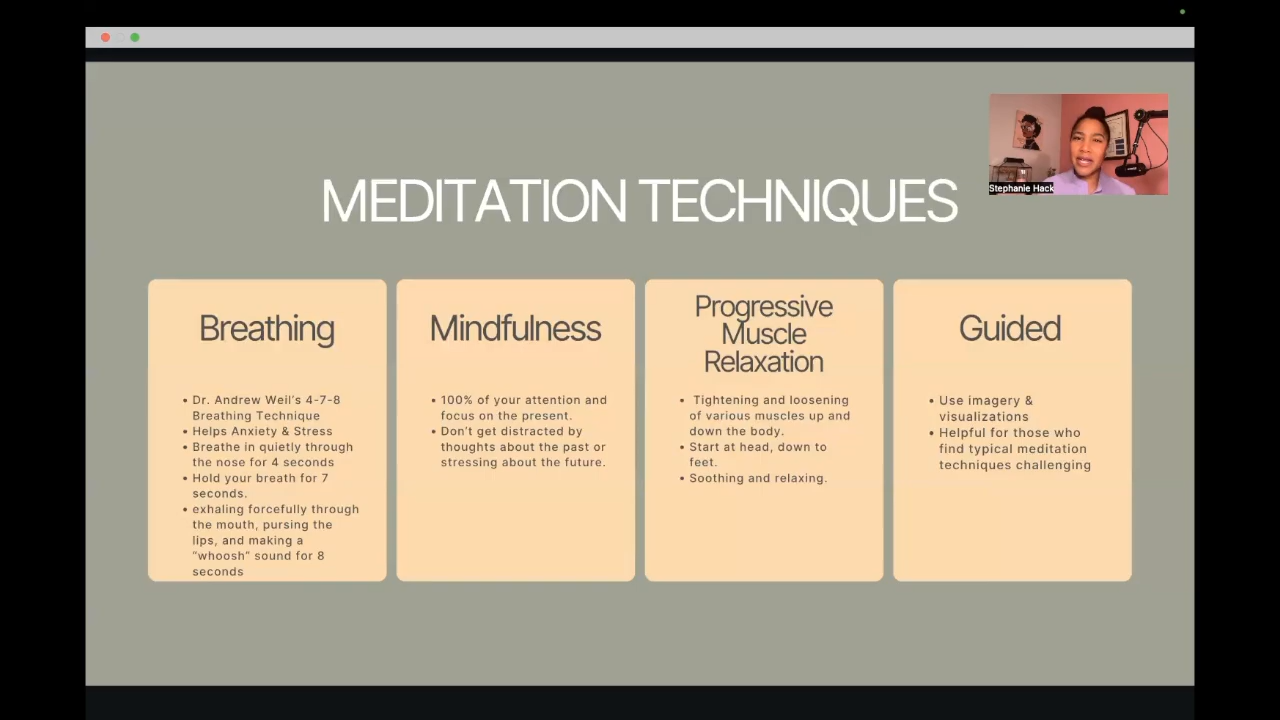 Stephanie Hack
MEDITATION TECHNIQUES
Breathing
• Dr. Andrew Weil's 4-7-8
Breathing Technique
• Helps Anxiety & Stress
• Breathe in quietly through
the nose for 4 seconds
• Hold your breath for 7
seconds.
• exhaling forcefully through
the mouth, pursing the
lips, and making a
"whoosh" sound for 8
seconds
Mindfulness
• 100% of your attention and
focus on the present.
• Don't get distracted by
thoughts about the past or
stressing about the future.
Progressive
Muscle
Relaxation
• Tightening and loosening
of various muscles up and
down the body.
• Start at head, down to
feet.
• Soothing and relaxing.
Guided
• Use imagery &
visualizations
• Helpful for those who
find typical meditation
techniques challenging